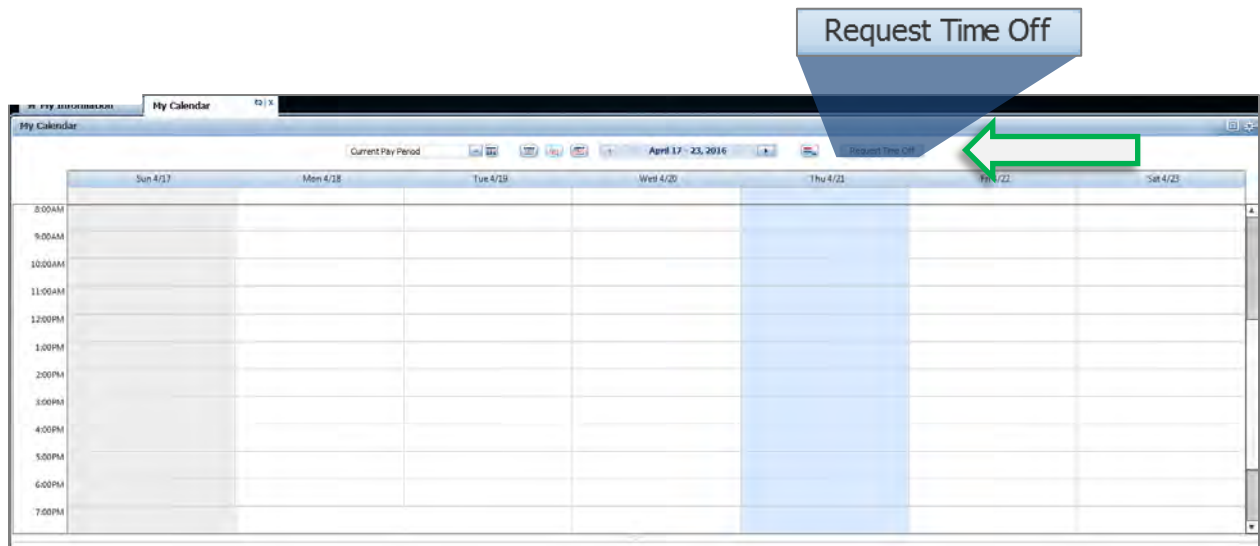 Request Time Off
My Information
My Calendar
My Calendar
Current Pay Period
April 17 - 23, 2016
Request Time Off
Sun 4/17 Mon 4/18 Tue 4/19 Wed 4/20 Thu 4/21 Fri 4/22 Sat 4/23
8:00AM
9:00AM
10:00AM
11:00AM
12:00PM
1:00PM
2:00PM
3:00PM
4:00PM
5:00PM
6:00PM
7:00PM